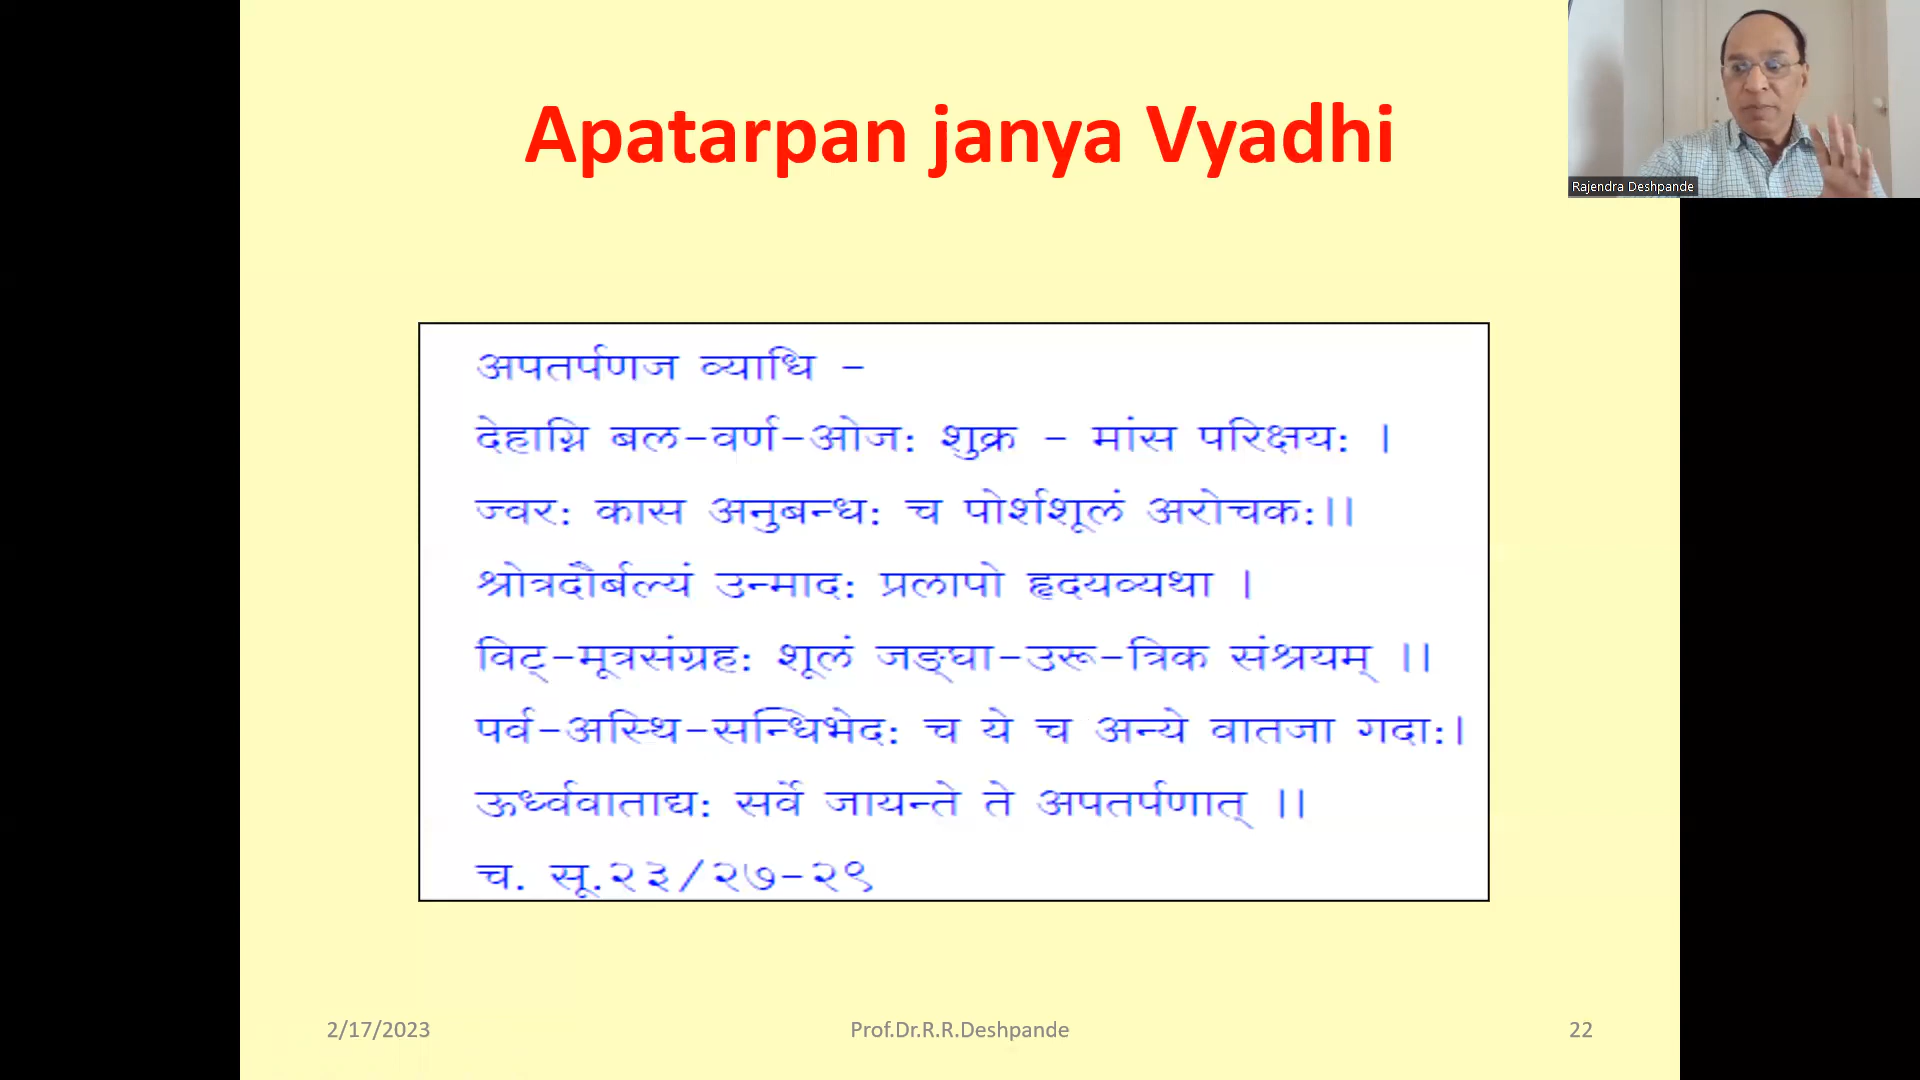 Apatarpan janya Vyadhi
Rajendra Deshpande
अपतर्पणज व्याधि –
देहाग्नि बल-वर्ण-ओज: शुक्र – मांस परिक्षय: ।
ज्वर: कास अनुबन्ध: च पोर्शशूलं अरोचक:।।
श्रोत्रदौर्बल्यं उन्माद: प्रलापो हृदयव्यथा ।
विट्-मूत्रसंग्रह: शूलं जङ्घा-उरू-त्रिक संश्रयम् ।।
पर्व-अस्थि-सन्धिभेद: च ये च अन्ये वातजा गदा:।
ऊर्ध्ववाताद्य: सर्वे जायन्ते ते अपतर्पणात् ।।
च. सू.२३/२७-२९
2/17/2023
Prof.Dr.R.R.Deshpande
22